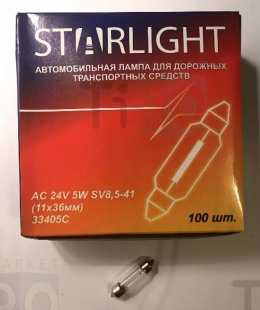 STARLIGHT
АВТОМОБИЛЬНАЯ ЛАМПА ДЛЯ ДОРОЖНЫХ
ТРАНСПОРТНЫХ СРЕДСТВ
AC 24V 5W SV8,5-41
(11x36мм)
33405C
100 шт.